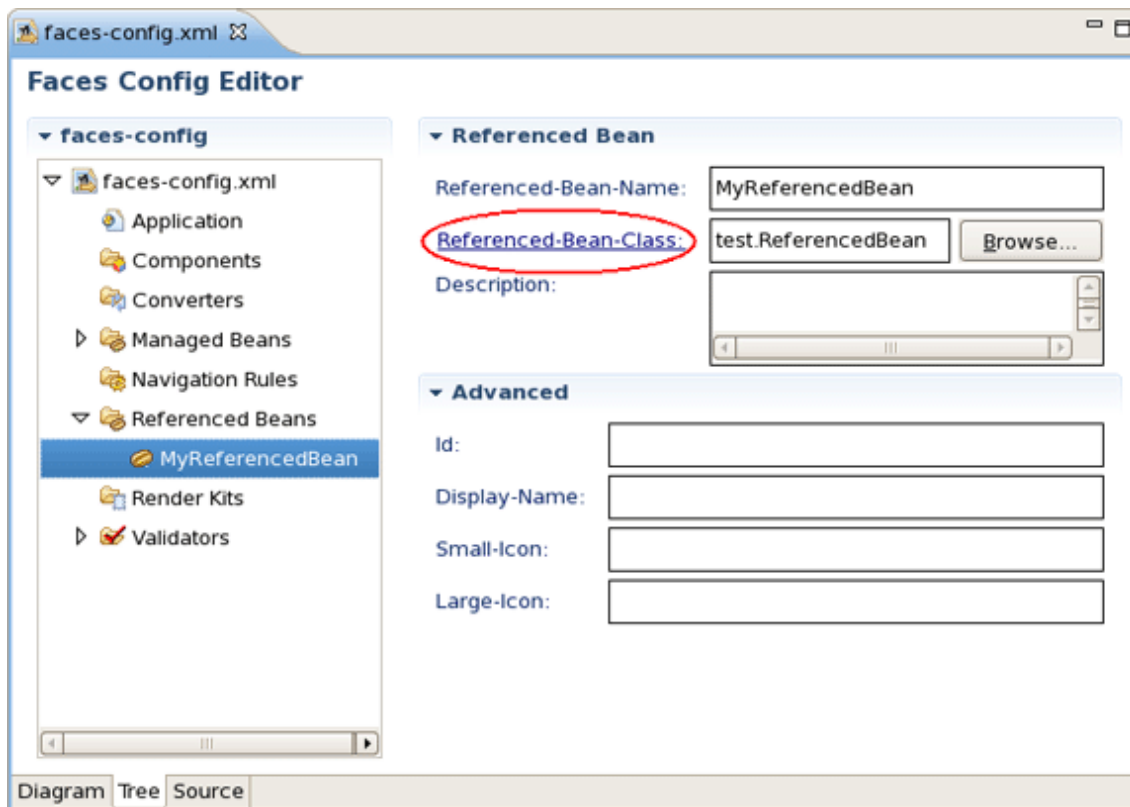 faces-config.xml
Faces Config Editor
faces-config
faces-config.xml
Application
Components
Converters
Managed Beans
Navigation Rules
Referenced Beans
MyReferencedBean
Render Kits
Validators
Referenced Bean
Referenced-Bean-Name: MyReferencedBean
Referenced-Bean-Class: test.ReferencedBean Browse...
Description:
Advanced
Id:
Display-Name:
Small-Icon:
Large-Icon:
Diagram Tree Source